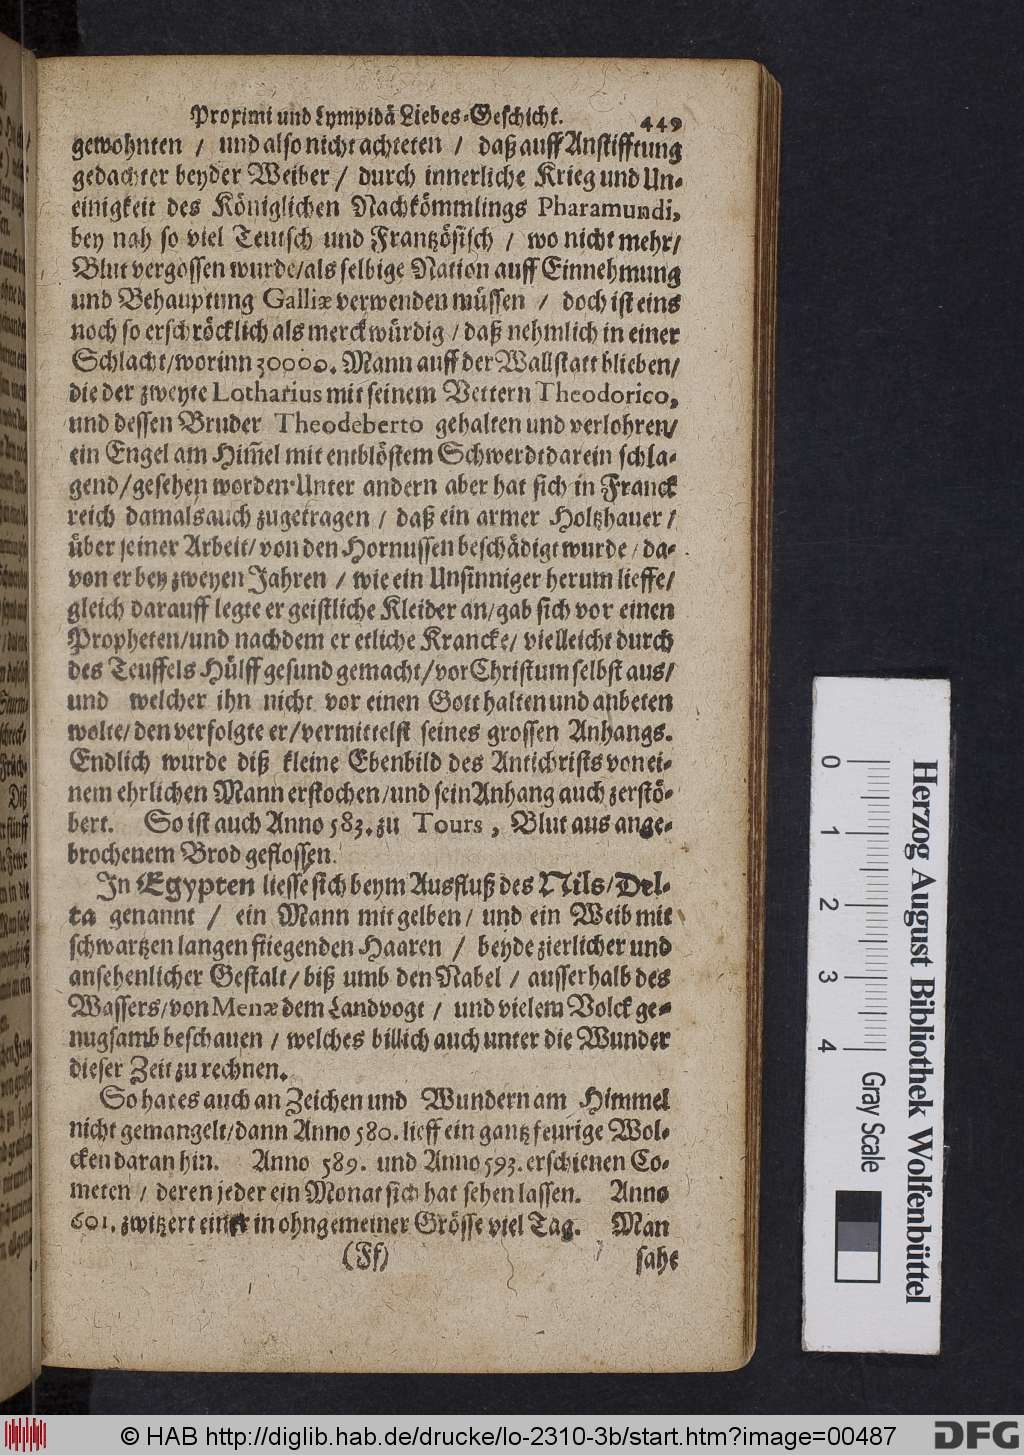 Proximi und Lympidā Liebes-Geschicht. 449
gewohnten / und also nicht achteten / daß auff Anstifftung
gedachter beyder Weiber / durch innerliche Krieg und Un-
einigkeit des Königlichen Nachkömmlings Pharamundi,
bey nah so viel Teutsch und Frantzösisch / wo nicht mehr /
Blut vergossen wurde / als selbige Nation auff Einnehmung
und Behauptung Galliæ verwenden müssen / doch ist eins
noch so erschröcklich als merckwürdig / daß nehmlich in einer
Schlacht / worinn 30000. Mann auff der Wallstatt blieben /
die der zweyte Lotharius mit seinem Vettern Theodorico,
und dessen Bruder Theodeberto gehalten und verlohren /
ein Engel am Him̃el mit entblöstem Schwerdt darein schla-
gend / gesehen worden. Unter andern aber hat sich in Franck
reich damals auch zugetragen / daß ein armer Holtzhauer /
über seiner Arbeit / von den Hornussen beschädigt wurde / da-
von er bey zweyen Jahren / wie ein Unsinniger herum lieffe /
gleich darauff legte er geistliche Kleider an / gab sich vor einen
Propheten / und nachdem er etliche Krancke / vielleicht durch
des Teuffels Hülff gesund gemacht / vor Christum selbst aus /
und welcher ihn nicht vor einen Gott halten und anbeten
wolte / den verfolgte er / vermittelst seines grossen Anhangs.
Endlich wurde diß kleine Ebenbild des Antichrists von ei-
nem ehrlichen Mann erstochen / und sein Anhang auch zerstö-
bert. So ist auch Anno 583. zu Tours, Blut aus ange-
brochenem Brod geflossen.
In Egypten liesse sich beym Ausfluß des Nils / Del-
ta genannt / ein Mann mit gelben / und ein Weib mit
schwartzen langen fliegenden Haaren / beyde zierlicher und
ansehenlicher Gestalt / biß umb den Nabel / ausserhalb des
Wassers / von Menæ dem Landvogt / und vielem Volck ge-
nugsamb beschauen / welches billich auch unter die Wunder
dieser Zeit zu rechnen.
So hat es auch an Zeichen und Wundern am Himmel
nicht gemangelt / dann Anno 580. lieff ein gantz feurige Wol-
cken daran hin. Anno 589. und Anno 593. erschienen Co-
meten / deren jeder ein Monat sich hat sehen lassen. Anno
601. zwitzert einer in ohngemeiner Grösse viel Tag. Man
(Ff) sahe
Herzog August Bibliothek Wolfenbüttel
0 1 2 3 4 Gray Scale
© HAB http://diglib.hab.de/drucke/lo-2310-3b/start.htm?image=00487
DFG